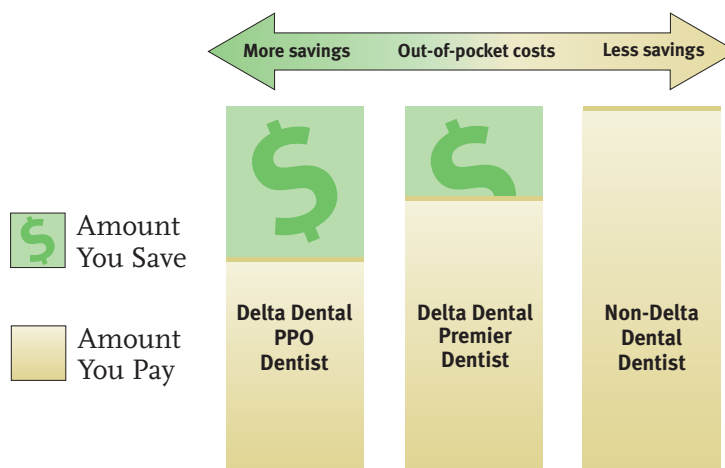 More savings Out-of-pocket costs Less savings
$
$
$
Amount
You Save
Delta Dental
PPO
Dentist
Delta Dental
Premier
Dentist
Non-Delta
Dental
Dentist
Amount
You Pay